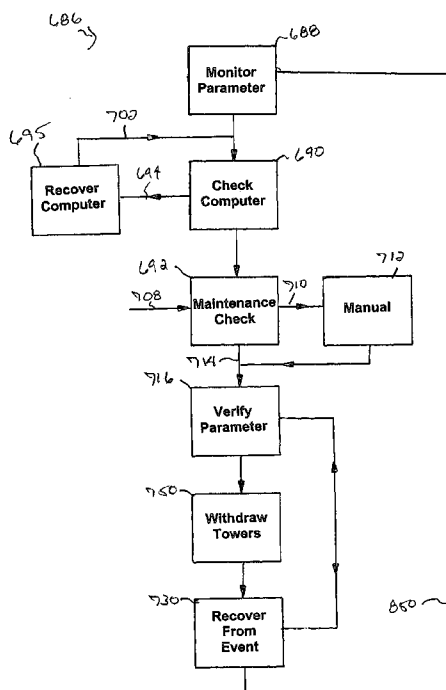 686
688
Monitor
Parameter
702
695
Recover
Computer
694
690
Check
Computer
692
708
Maintenance
Check
710
712
Manual
714
716
Verify
Parameter
750
Withdraw
Towers
730
Recover
From
Event
850